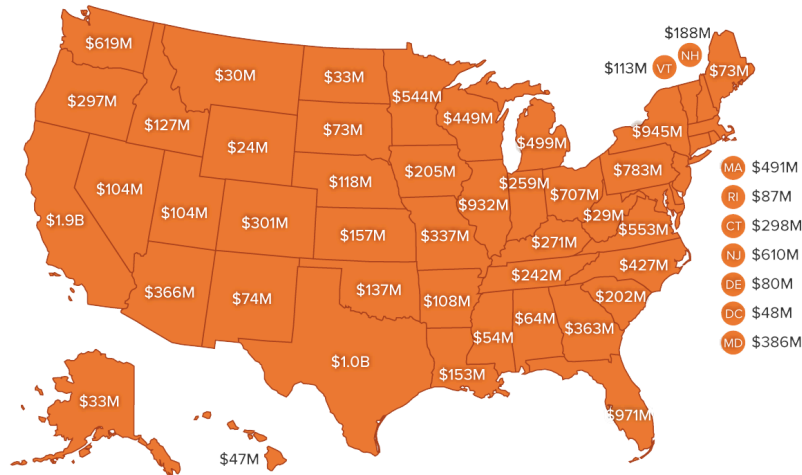 $188M
NH
$113M
VT
$73M
$619M
$30M
$33M
$544M
$449M
$297M
$127M
$24M
$73M
$499M
$945M
$783M
$205M
$118M
$104M
$104M
$301M
$157M
$337M
$932M
$259M
$707M
$29M
$553M
$1.9B
$271M
$427M
$242M
$366M
$74M
$137M
$108M
$202M
$64M
$54M
$363M
$1.0B
$153M
$971M
$33M
$47M
MA $491M
RI $87M
CT $298M
NJ $610M
DE $80M
DC $48M
MD $386M